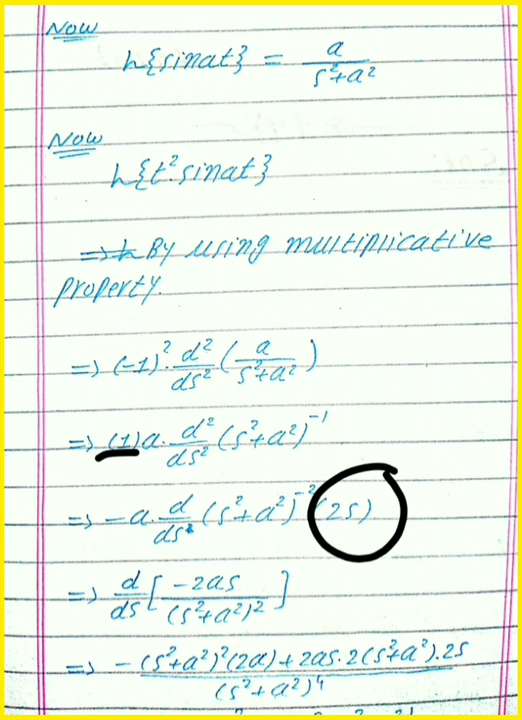 Now
L{sinat} = a/(s²+a²)
Now
L{t².sinat}
=> By using multiplicative
property.
=> (-1)². d²/ds² (a/(s²+a²))
=> (1)a. d²/ds² (s²+a²)⁻¹
=> -a. d/ds (s²+a²)⁻² (2s)
=> d/ds [-2as/(s²+a²)²]
=> (-(s²+a²)²(2a) + 2as.2(s²+a²).2s)/(s²+a²)⁴